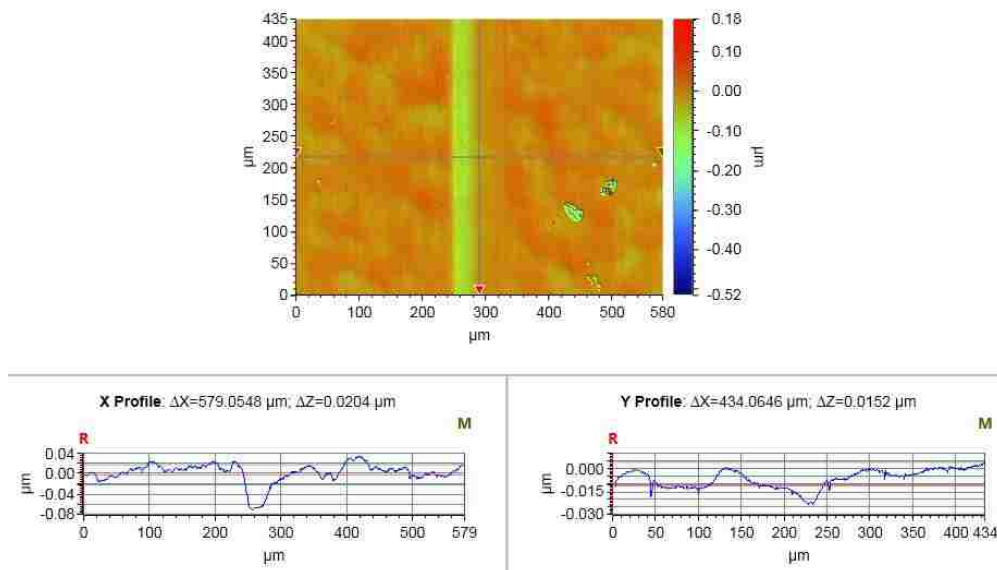 435
400
350
300
250
200
150
100
50
0
µm
0 100 200 300 400 500 580
µm
0.18
0.10
0.00
-0.10
-0.20
-0.30
-0.40
-0.52
µm
X Profile: ΔX=579.0548 µm; ΔZ=0.0204 µm
R
M
0.04
0.00
-0.04
-0.08
µm
0 100 200 300 400 500 579
µm
Y Profile: ΔX=434.0646 µm; ΔZ=0.0152 µm
R
M
0.000
-0.015
-0.030
µm
0 50 100 150 200 250 300 350 400 434
µm